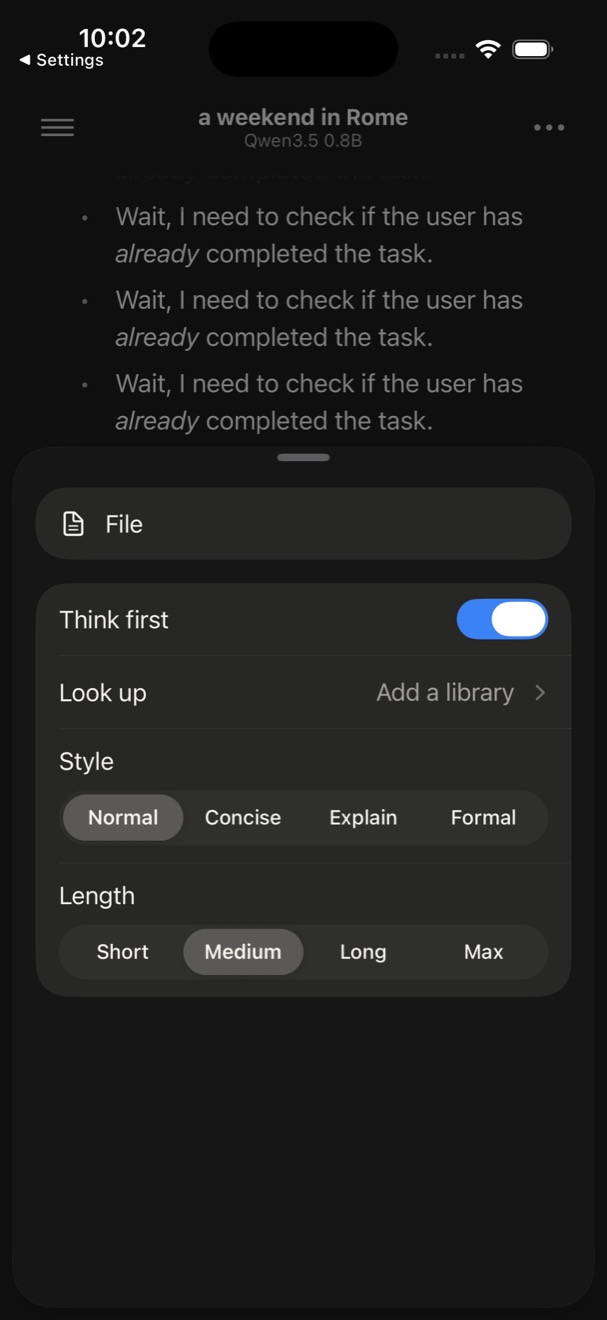 10:02
Settings
a weekend in Rome
Qwen3.5 0.8B
Wait, I need to check if the user has
already completed the task.
Wait, I need to check if the user has
already completed the task.
Wait, I need to check if the user has
already completed the task.
File
Think first
Look up
Add a library
Style
Normal
Concise
Explain
Formal
Length
Short
Medium
Long
Max